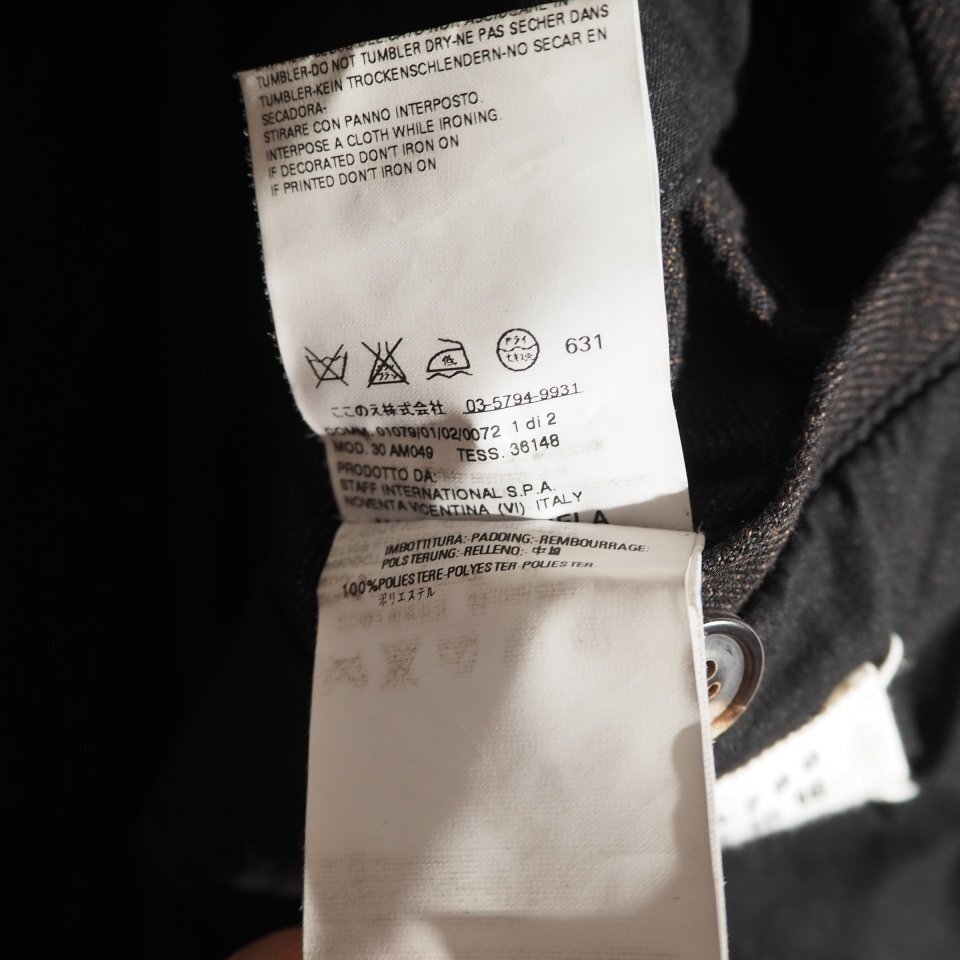 TUMBLER-DO NOT TUMBLER DRY-NE PAS SECHER DANS
TUMBLER-KEIN TROCKENSCHLENDERN-NO SECAR EN
SECADORA-
STIRARE CON PANNO INTERPOSTO.
INTERPOSE A CLOTH WHILE IRONING.
IF DECORATED DON'T IRON ON
IF PRINTED DON'T IRON ON
低
ドライ
631
ここのえ株式会社 03-5794-9931
COMM. 01079/01/02/0072 1 di 2
MOD. 30 AM049 TESS. 36148
PRODOTTO DA:
STAFF INTERNATIONAL S.P.A.
NOVENTA VICENTINA (VI) ITALY
IMBOTTITURA:-PADDING:-REMBOURRAGE:
POLSTERUNG:-RELLENO:-中綿
100%POLIESTERE-POLYESTER-POLIESTER
ポリエステル